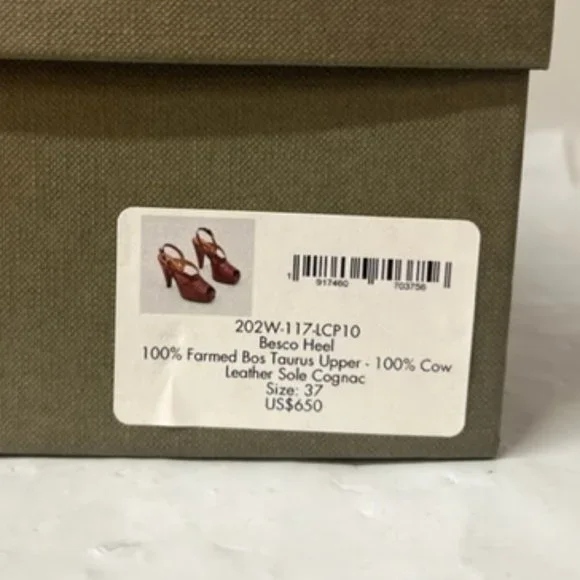 1 917460 703756
202W-117-LCP10
Besco Heel
100% Farmed Bos Taurus Upper - 100% Cow
Leather Sole Cognac
Size: 37
US$650